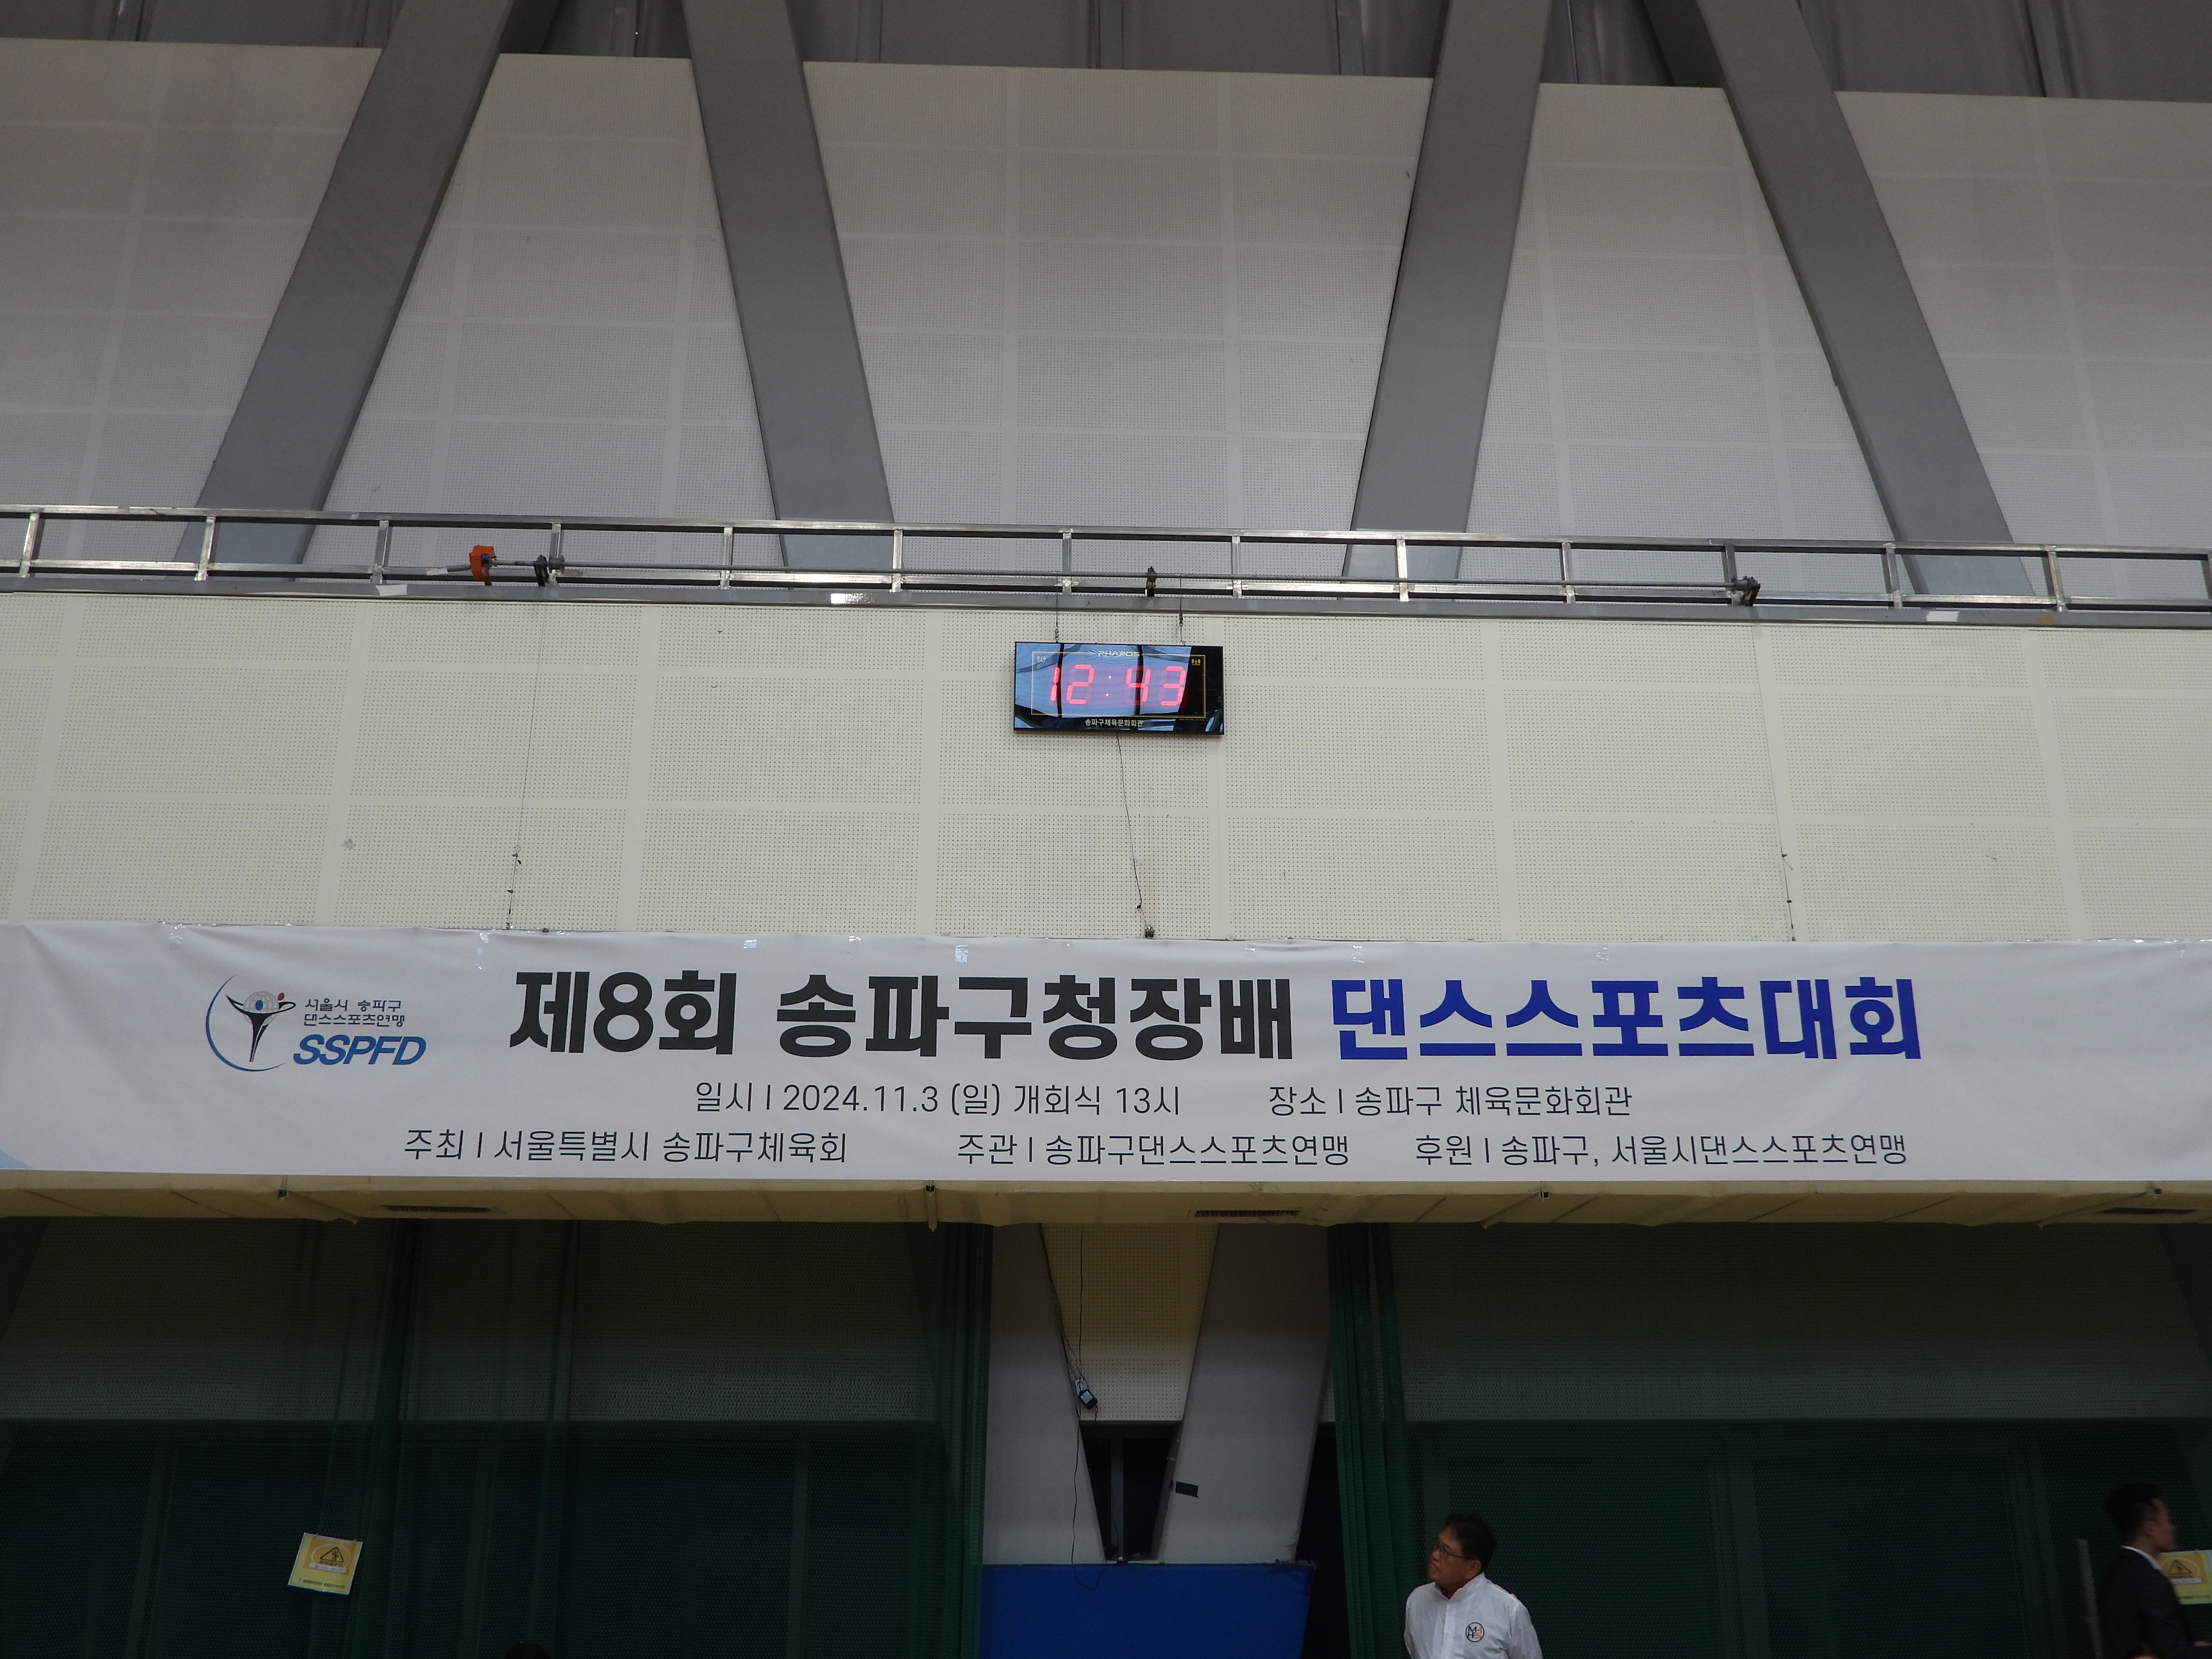 PHAROS
12:43
송파구체육문화회관
서울시 송파구
댄스스포츠연맹
SSPFD
제8회 송파구청장배 댄스스포츠대회
일시 I 2024.11.3 (일) 개회식 13시 장소 I 송파구 체육문화회관
주최 I 서울특별시 송파구체육회 주관 I 송파구댄스스포츠연맹 후원 I 송파구, 서울시댄스스포츠연맹